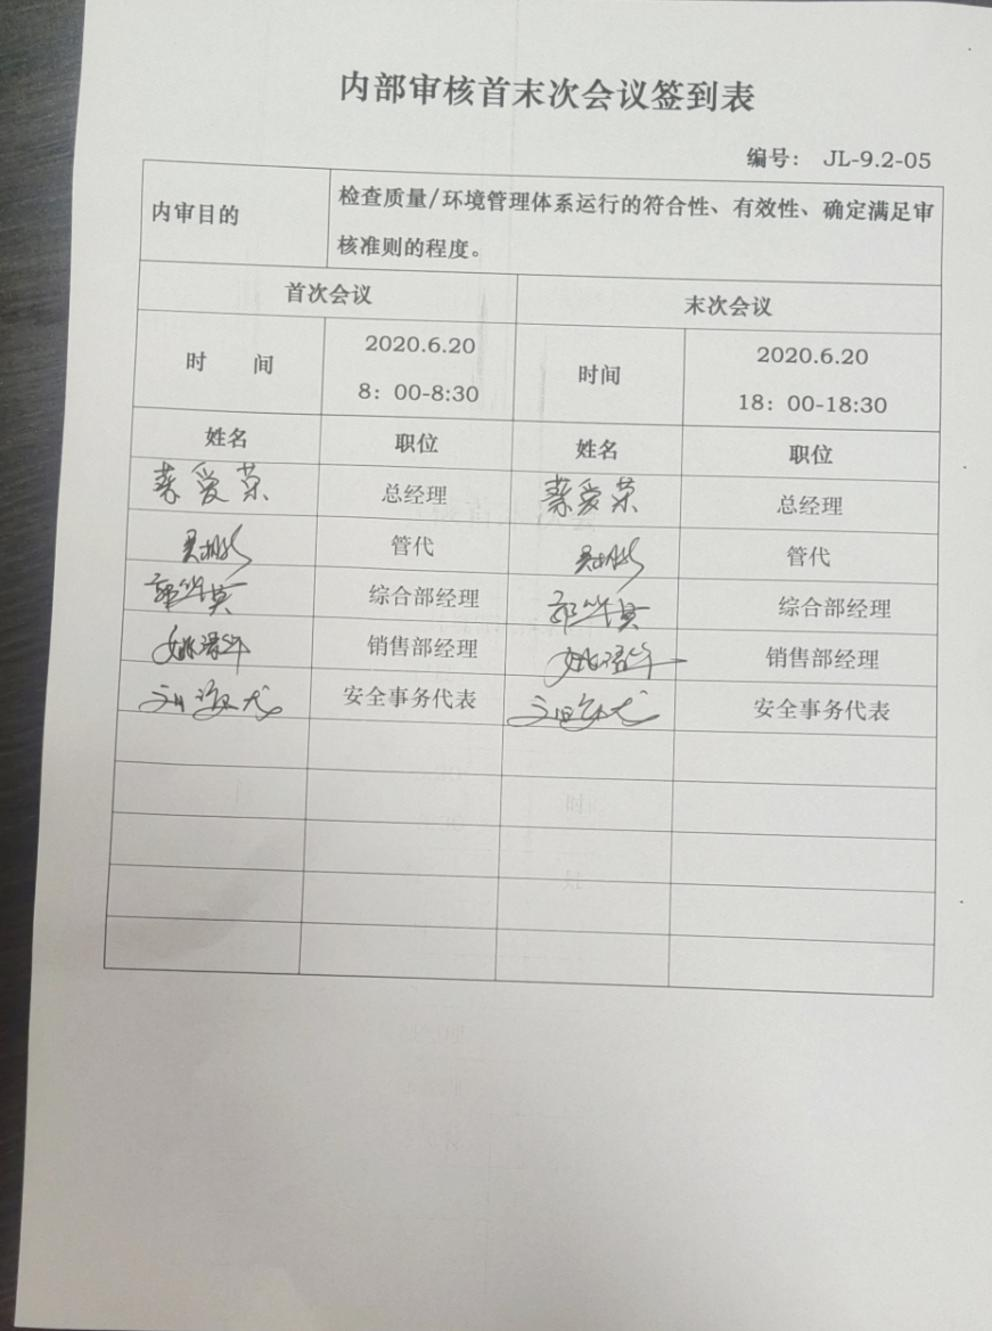 内部审核首末次会议签到表
编号： JL-9.2-05
内审目的
检查质量/环境管理体系运行的符合性、有效性、确定满足审
核准则的程度。
首次会议 末次会议
时 间 2020.6.20 8：00-8:30 时间 2020.6.20 18：00-18:30
姓名 职位 姓名 职位
爱荣 总经理 爱荣 总经理
管代 管代
综合部经理 综合部经理
销售部经理 销售部经理
安全事务代表 安全事务代表